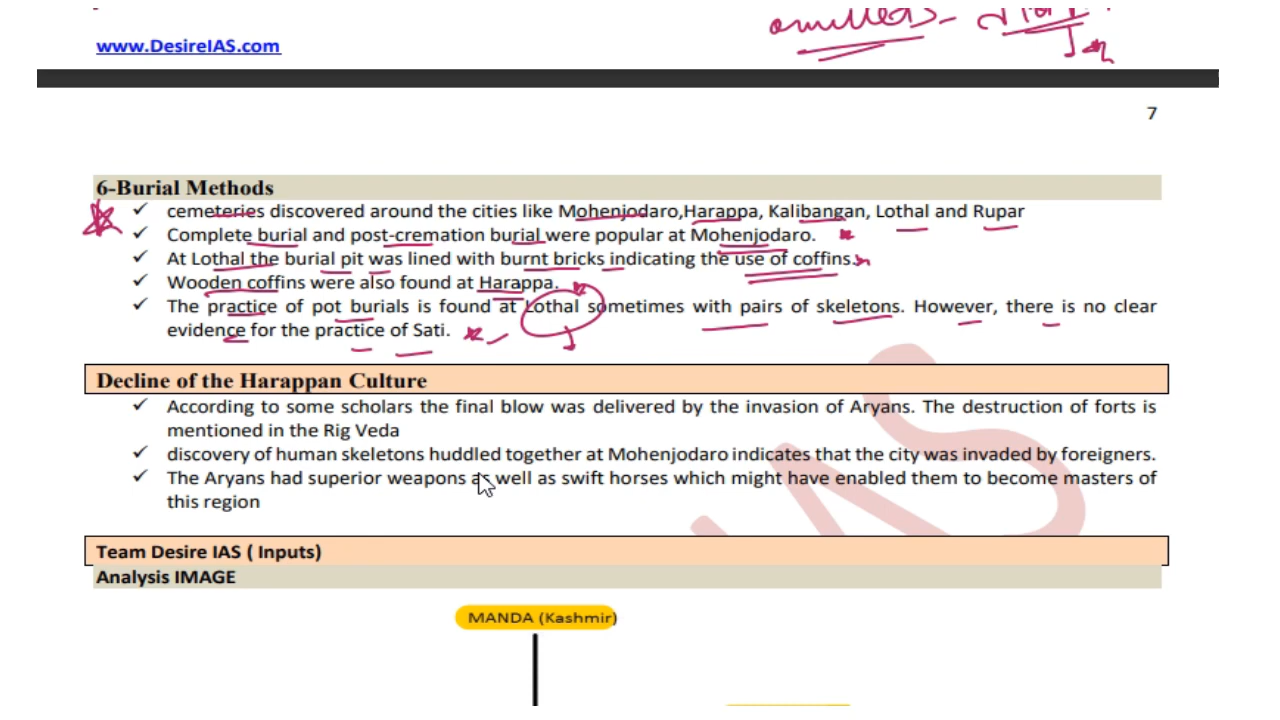 www.DesireIAS.com
7
6-Burial Methods
✓ cemeteries discovered around the cities like Mohenjodaro,Harappa, Kalibangan, Lothal and Rupar
✓ Complete burial and post-cremation burial were popular at Mohenjodaro.
✓ At Lothal the burial pit was lined with burnt bricks indicating the use of coffins.
✓ Wooden coffins were also found at Harappa.
✓ The practice of pot burials is found at Lothal sometimes with pairs of skeletons. However, there is no clear
evidence for the practice of Sati.
Decline of the Harappan Culture
✓ According to some scholars the final blow was delivered by the invasion of Aryans. The destruction of forts is
mentioned in the Rig Veda
✓ discovery of human skeletons huddled together at Mohenjodaro indicates that the city was invaded by foreigners.
✓ The Aryans had superior weapons as well as swift horses which might have enabled them to become masters of
this region
Team Desire IAS ( Inputs)
Analysis IMAGE
MANDA (Kashmir)